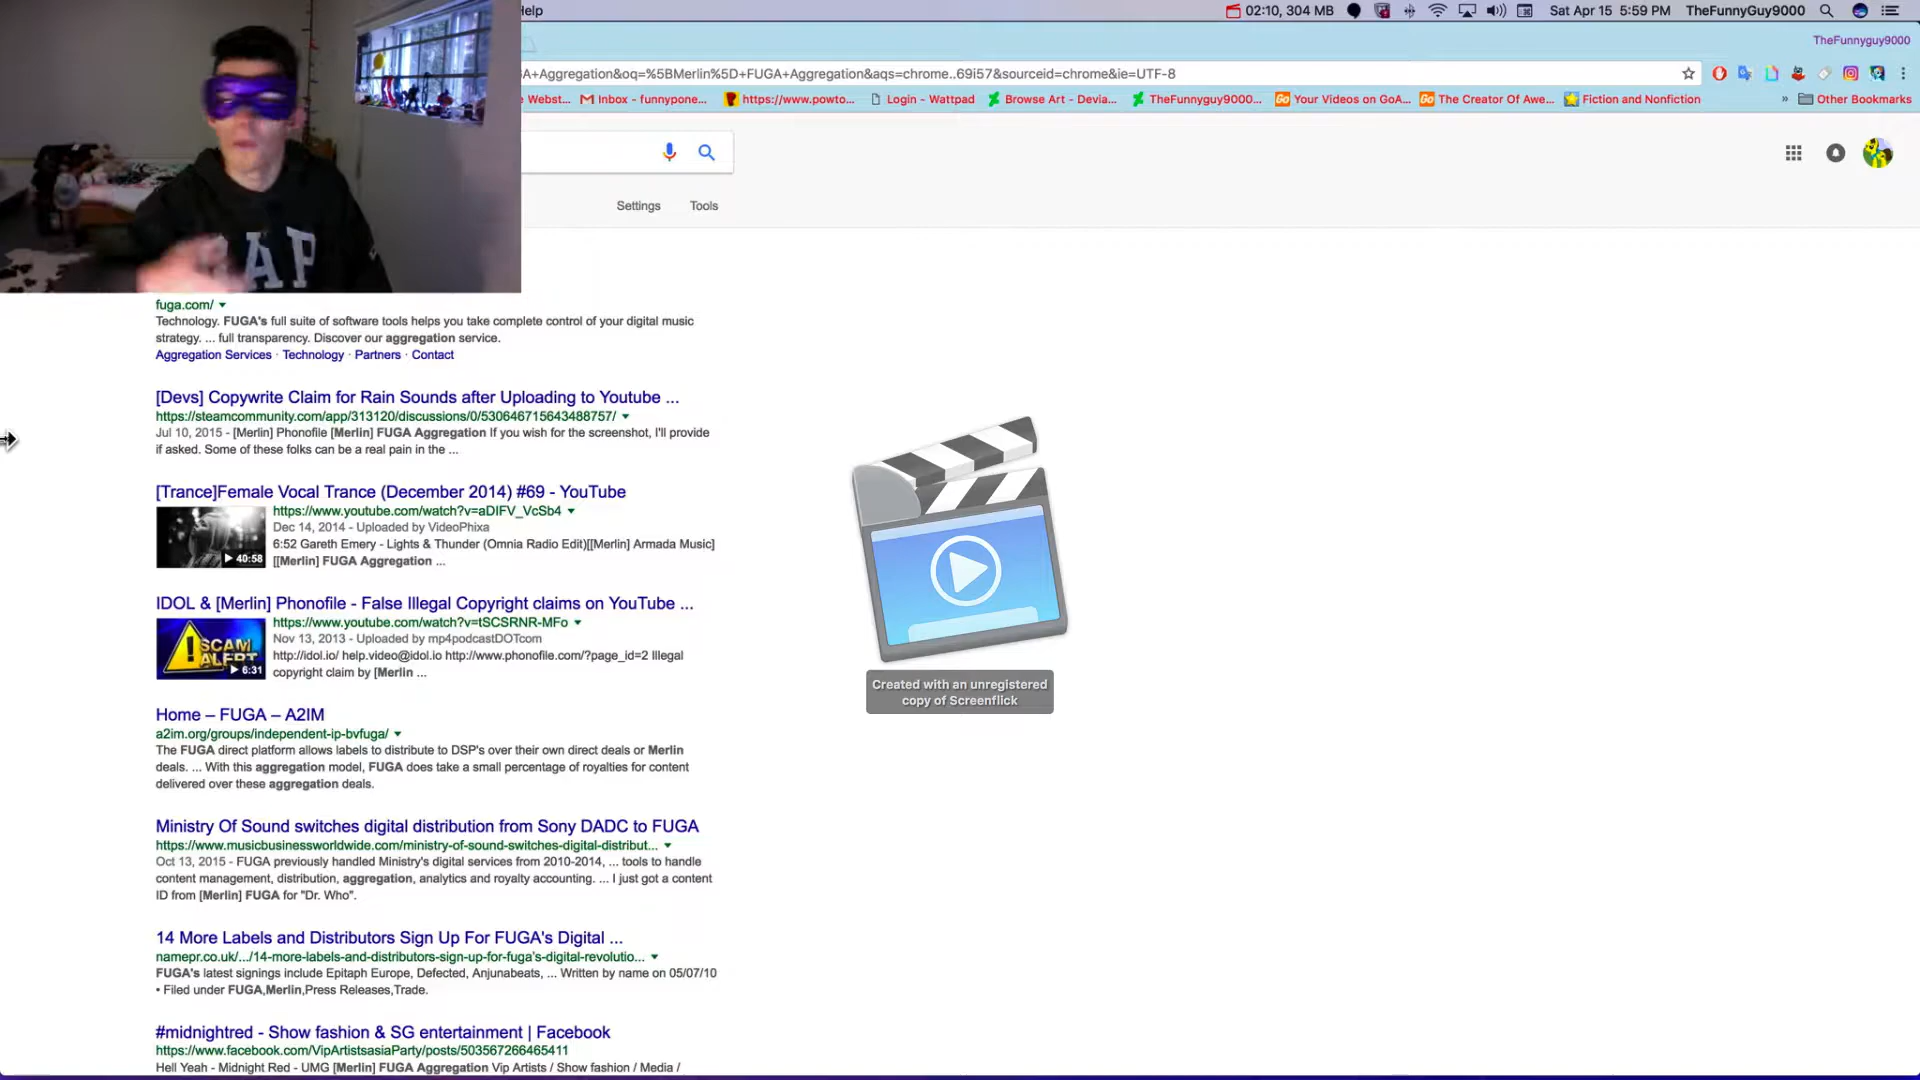 Help
02:10, 304 MB
Sat Apr 15 5:59 PM
TheFunnyGuy9000
TheFunnyguy9000
GA+Aggregation&oq=%5BMerlin%5D+FUGA+Aggregation&aqs=chrome..69i57&sourceid=chrome&ie=UTF-8
e Webst...
Inbox - funnypone...
https://www.powto...
Login - Wattpad
Browse Art - Devia...
TheFunnyguy9000...
Your Videos on GoA...
The Creator Of Awe...
Fiction and Nonfiction
»
Other Bookmarks
AP
Settings
Tools
fuga.com/
Technology. FUGA's full suite of software tools helps you take complete control of your digital music
strategy. ... full transparency. Discover our aggregation service.
Aggregation Services · Technology · Partners · Contact
[Devs] Copywrite Claim for Rain Sounds after Uploading to Youtube ...
https://steamcommunity.com/app/313120/discussions/0/530646715643488757/
Jul 10, 2015 - [Merlin] Phonofile [Merlin] FUGA Aggregation If you wish for the screenshot, I'll provide
if asked. Some of these folks can be a real pain in the ...
[Trance]Female Vocal Trance (December 2014) #69 - YouTube
https://www.youtube.com/watch?v=aDIFV_VcSb4
Dec 14, 2014 - Uploaded by VideoPhixa
6:52 Gareth Emery - Lights & Thunder (Omnia Radio Edit)[[Merlin] Armada Music]
[[Merlin] FUGA Aggregation ...
40:58
IDOL & [Merlin] Phonofile - False Illegal Copyright claims on YouTube ...
https://www.youtube.com/watch?v=tSCSRNR-MFo
Nov 13, 2013 - Uploaded by mp4podcastDOTcom
http://idol.io/ help.video@idol.io http://www.phonofile.com/?page_id=2 Illegal
copyright claim by [Merlin ...
SCAM
ALERT
6:31
Home – FUGA – A2IM
a2im.org/groups/independent-ip-bvfuga/
The FUGA direct platform allows labels to distribute to DSP's over their own direct deals or Merlin
deals. ... With this aggregation model, FUGA does take a small percentage of royalties for content
delivered over these aggregation deals.
Ministry Of Sound switches digital distribution from Sony DADC to FUGA
https://www.musicbusinessworldwide.com/ministry-of-sound-switches-digital-distribut...
Oct 13, 2015 - FUGA previously handled Ministry's digital services from 2010-2014, ... tools to handle
content management, distribution, aggregation, analytics and royalty accounting. ... I just got a content
ID from [Merlin] FUGA for "Dr. Who".
14 More Labels and Distributors Sign Up For FUGA's Digital ...
namepr.co.uk/.../14-more-labels-and-distributors-sign-up-for-fuga's-digital-revolutio...
FUGA's latest signings include Epitaph Europe, Defected, Anjunabeats, ... Written by name on 05/07/10
• Filed under FUGA,Merlin,Press Releases,Trade.
#midnightred - Show fashion & SG entertainment | Facebook
https://www.facebook.com/VipArtistsasiaParty/posts/503567266465411
Hell Yeah - Midnight Red - UMG [Merlin] FUGA Aggregation Vip Artists / Show fashion / Media /
Created with an unregistered
copy of Screenflick